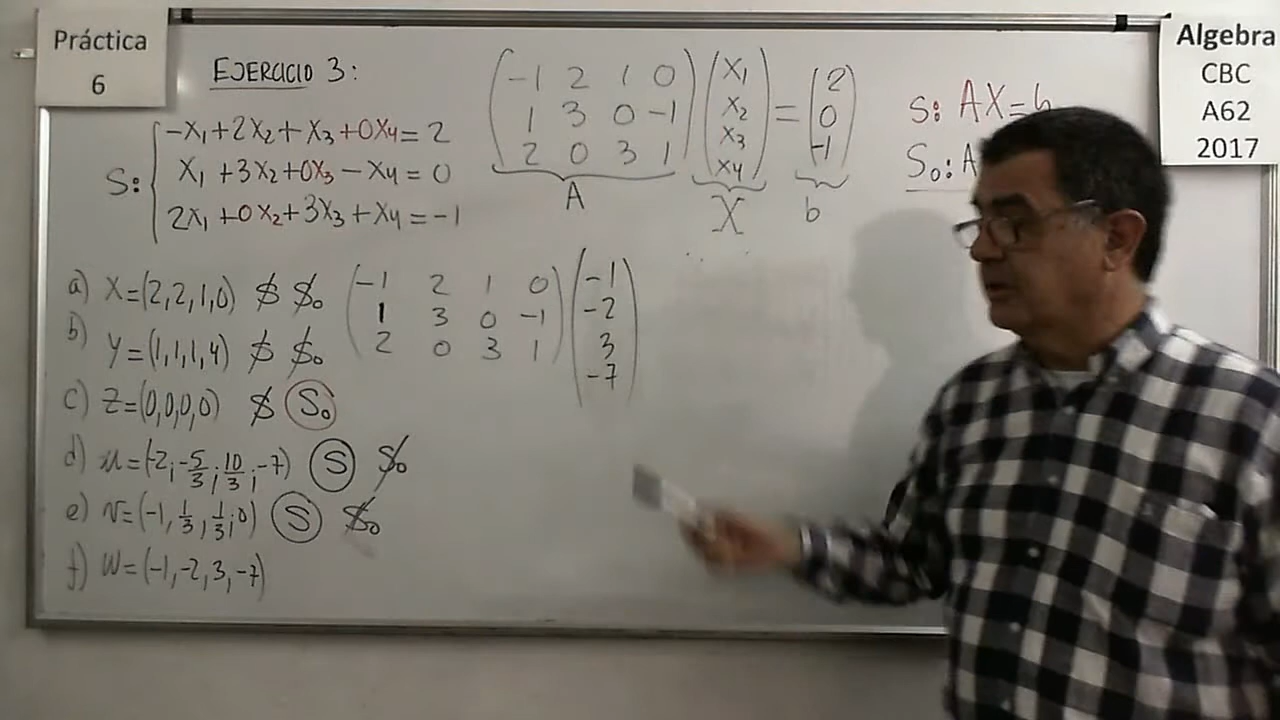 Práctica
6
EJERCICIO 3:
S: { -x₁+2x₂+x₃+0x₄=2
x₁+3x₂+0x₃-x₄=0
2x₁+0x₂+3x₃+x₄=-1
( -1 2 1 0 ) ( x₁ ) = ( 2 )
( 1 3 0 -1 ) ( x₂ ) ( 0 )
( 2 0 3 1 ) ( x₃ ) ( -1 )
( x₄ )
A X b
S: AX=b
S₀: A
Algebra
CBC
A62
2017
a) X=(2,2,1,0) S̸ S̸₀
b) Y=(1,1,1,4) S̸ S̸₀
c) Z=(0,0,0,0) S̸ S₀
d) u=(-2;-5/3;10/3;-7) S S̸₀
e) v=(-1,1/3,1/3;0) S S̸₀
f) W=(-1,-2,3,-7)
( -1 2 1 0 ) ( -1 )
( 1 3 0 -1 ) ( -2 )
( 2 0 3 1 ) ( 3 )
( -7 )